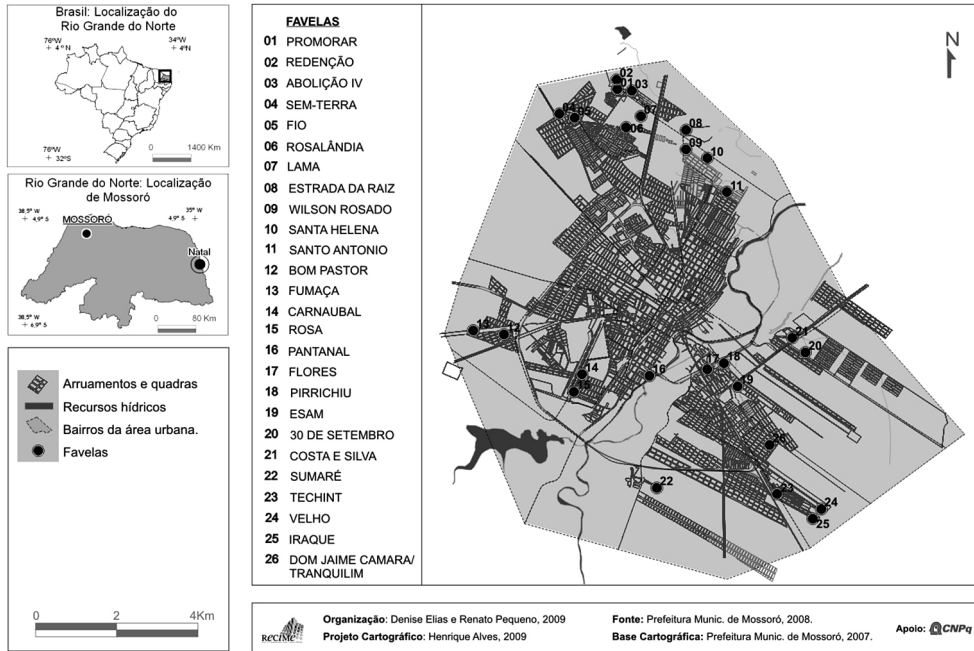 Brasil: Localização do
Rio Grande do Norte
76°W
+ 4° N
34°W
+ 4°N
76°W
+ 32°S
0 1400 Km
Rio Grande do Norte: Localização
de Mossoró
38,5° W
+ 4,9° S
35° W
4,9° S +
MOSSORÓ
Natal
38,5° W
+ 6,9° S
0 80 Km
Arruamentos e quadras
Recursos hídricos
Bairros da área urbana.
Favelas
0 2 4Km
FAVELAS
01 PROMORAR
02 REDENÇÃO
03 ABOLIÇÃO IV
04 SEM-TERRA
05 FIO
06 ROSALÂNDIA
07 LAMA
08 ESTRADA DA RAIZ
09 WILSON ROSADO
10 SANTA HELENA
11 SANTO ANTONIO
12 BOM PASTOR
13 FUMAÇA
14 CARNAUBAL
15 ROSA
16 PANTANAL
17 FLORES
18 PIRRICHIU
19 ESAM
20 30 DE SETEMBRO
21 COSTA E SILVA
22 SUMARÉ
23 TECHINT
24 VELHO
25 IRAQUE
26 DOM JAIME CAMARA/
TRANQUILIM
N
02
01 03
04 05
07
06
08
09
10
11
13
12
14
15
16
17 18
19
21
20
26
22
23
24
25
ReCiMe
Organização: Denise Elias e Renato Pequeno, 2009
Projeto Cartográfico: Henrique Alves, 2009
Fonte: Prefeitura Munic. de Mossoró, 2008.
Base Cartográfica: Prefeitura Munic. de Mossoró, 2007.
Apoio: CNPq